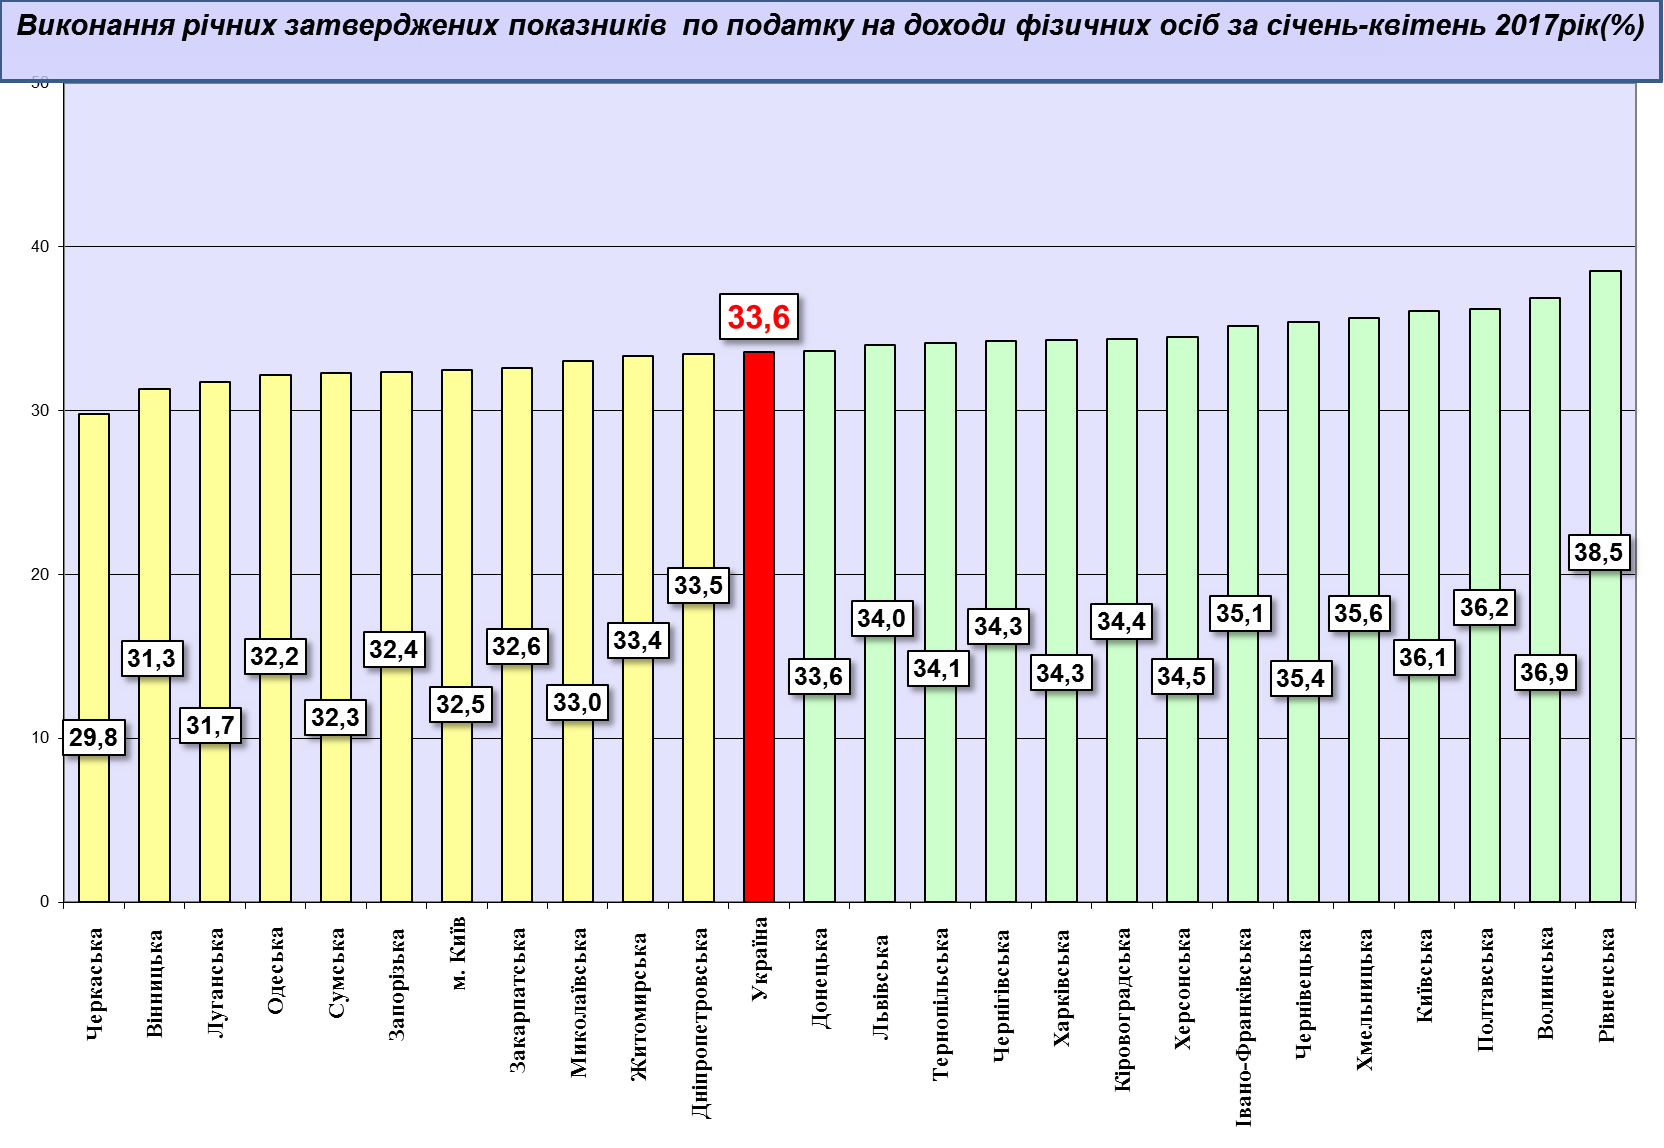 Виконання річних затверджених показників  по податку на доходи фізичних осіб за січень-квітень 2017рік(%)
50
40
30
20
10
0
33,6
29,8
31,3
31,7
32,2
32,3
32,4
32,5
32,6
33,0
33,4
33,5
33,6
34,0
34,1
34,3
34,3
34,4
34,5
35,1
35,4
35,6
36,1
36,2
36,9
38,5
Черкаська
Вінницька
Луганська
Одеська
Сумська
Запорізька
м. Київ
Закарпатська
Миколаївська
Житомирська
Дніпропетровська
Україна
Донецька
Львівська
Тернопільська
Чернігівська
Харківська
Кіровоградська
Херсонська
Івано-Франківська
Чернівецька
Хмельницька
Київська
Полтавська
Волинська
Рівненська